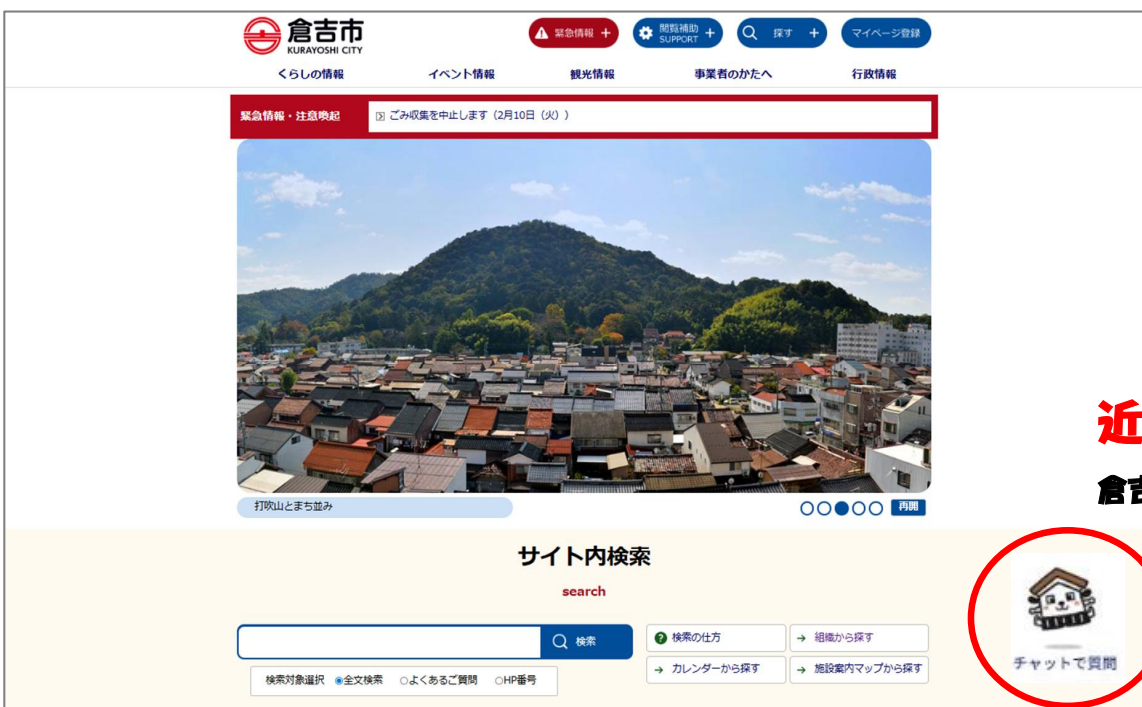 倉吉市
KURAYOSHI CITY
緊急情報 +
閲覧補助 SUPPORT +
探す +
マイページ登録
くらしの情報 イベント情報 観光情報 事業者のかたへ 行政情報
緊急情報・注意喚起 ごみ収集を中止します（2月10日（火））
近
倉吉
打吹山とまち並み
再開
サイト内検索
search
検索
検索の仕方
→ 組織から探す
→ カレンダーから探す
→ 施設案内マップから探す
検索対象選択 全文検索 よくあるご質問 HP番号
チャットで質問